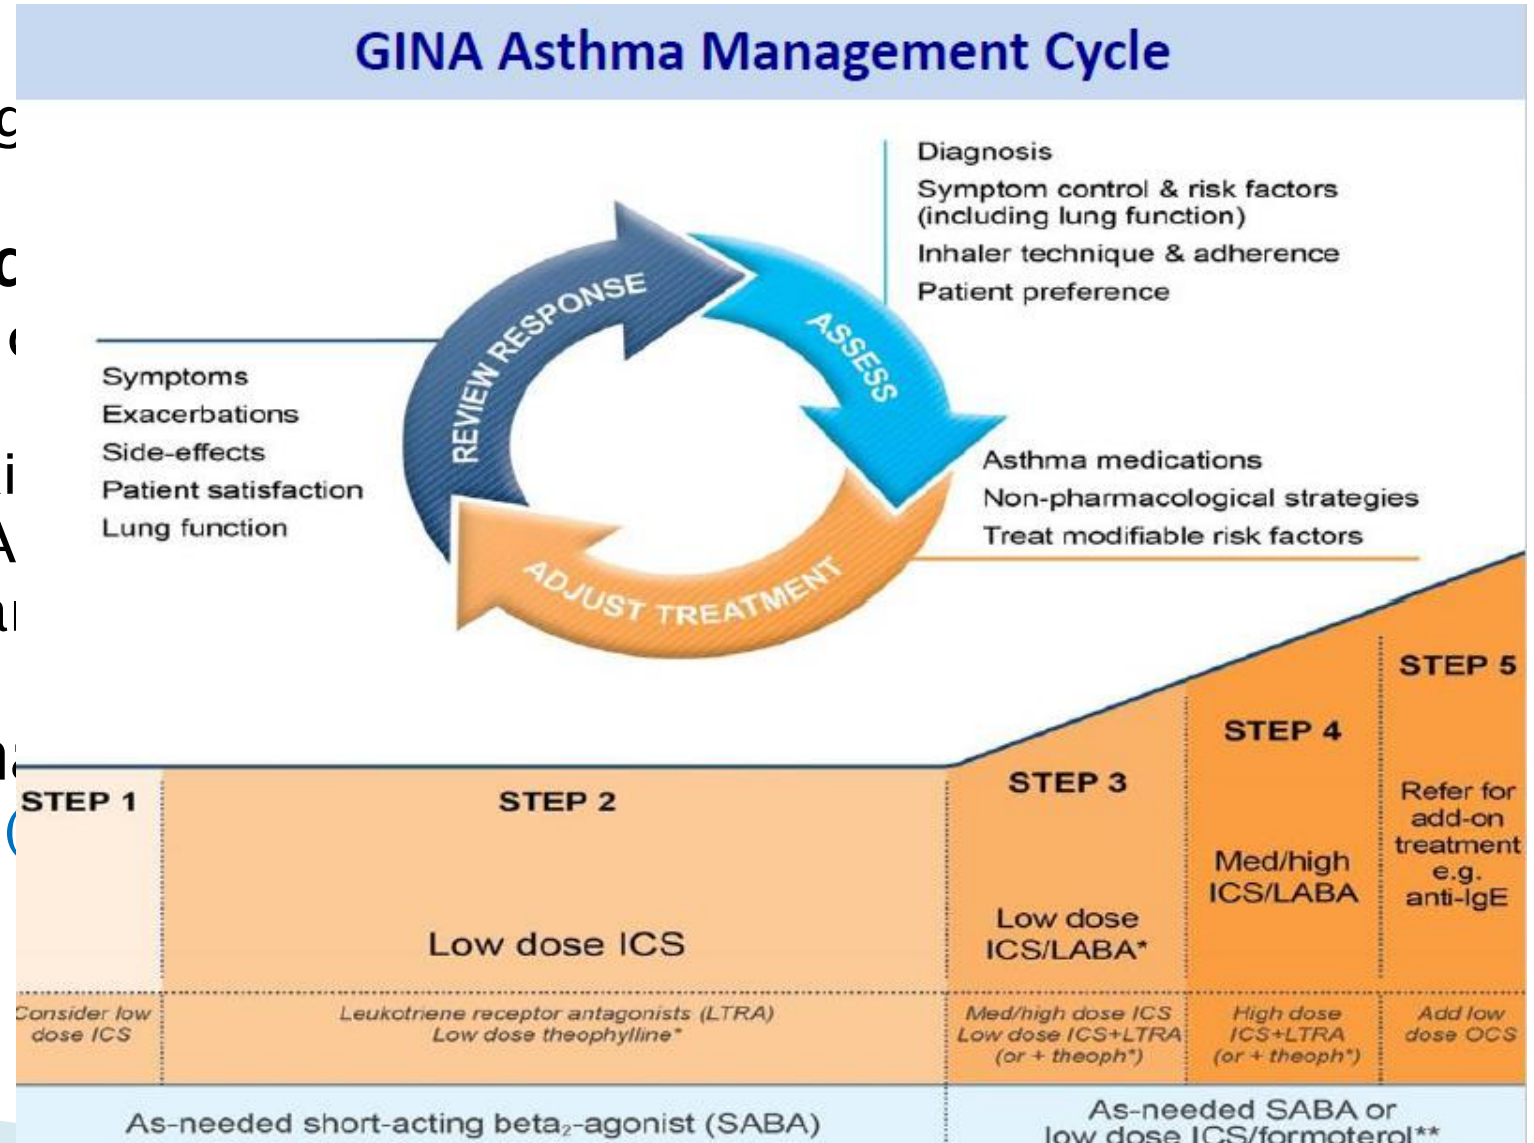 GINA Asthma Management Cycle
Diagnosis
Symptom control & risk factors
(including lung function)
Inhaler technique & adherence
Patient preference
REVIEW RESPONSE
ASSESS
ADJUST TREATMENT
Symptoms
Exacerbations
Side-effects
Patient satisfaction
Lung function
Asthma medications
Non-pharmacological strategies
Treat modifiable risk factors
STEP 1
STEP 2
STEP 3
STEP 4
STEP 5
Low dose ICS
Low dose
ICS/LABA*
Med/high
ICS/LABA
Refer for
add-on
treatment
e.g.
anti-IgE
Consider low
dose ICS
Leukotriene receptor antagonists (LTRA)
Low dose theophylline*
Med/high dose ICS
Low dose ICS+LTRA
(or + theoph*)
High dose
ICS+LTRA
(or + theoph*)
Add low
dose OCS
As-needed short-acting beta₂-agonist (SABA)
As-needed SABA or
low dose ICS/formoterol**